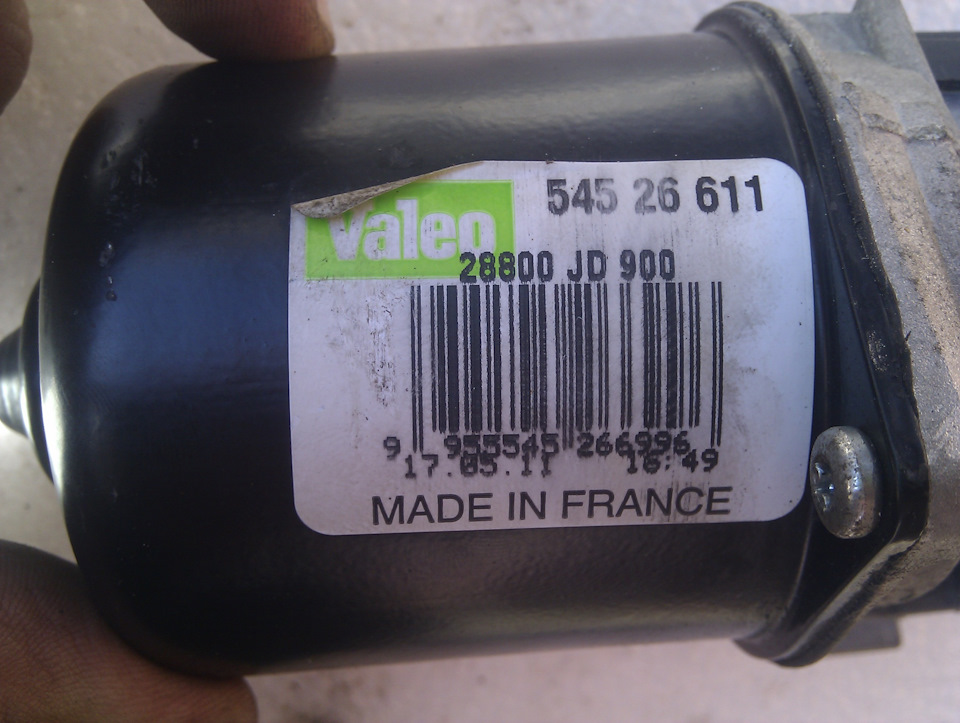 Valeo 545 26 611
28800 JD 900
9 955545 266996
17.05.11 16:49
MADE IN FRANCE